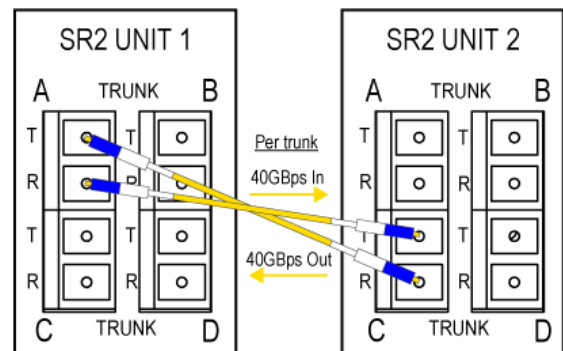 SR2 UNIT 1
A TRUNK B
T T
R R
T T
R R
C TRUNK D
Per trunk
40GBps In
40GBps Out
SR2 UNIT 2
A TRUNK B
T T
R R
T T
R R
C TRUNK D